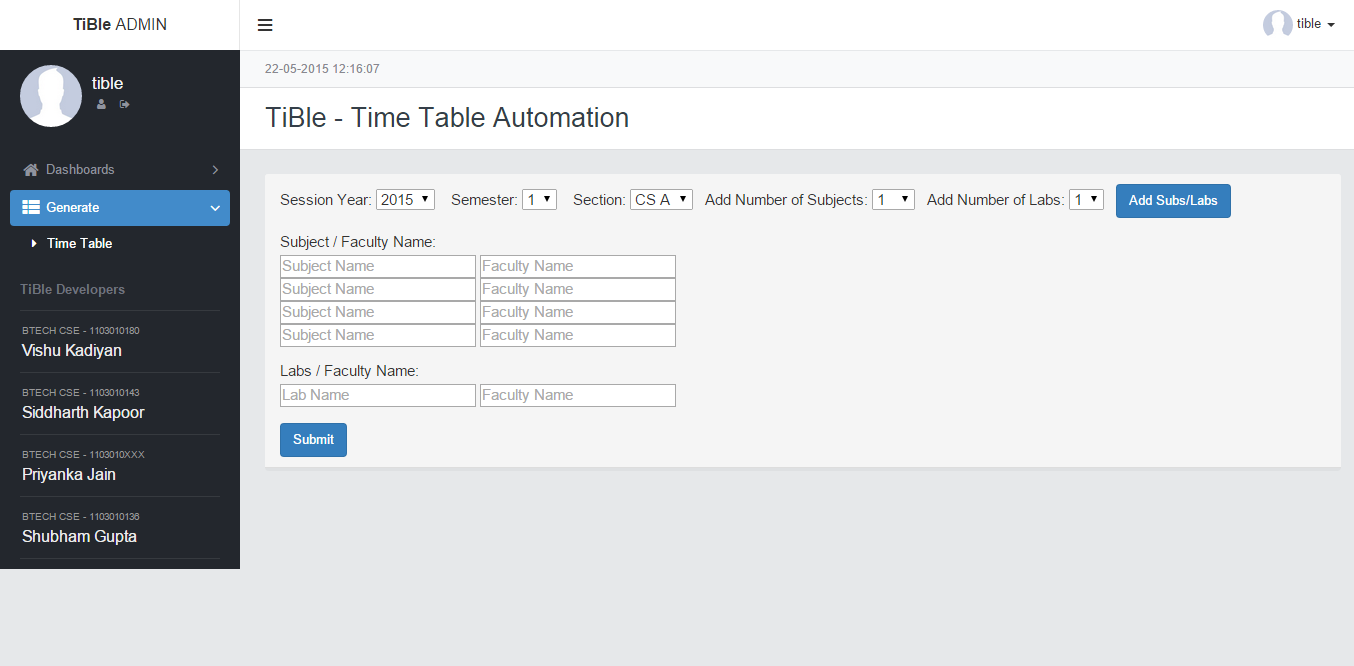 TiBle ADMIN
tible
22-05-2015 12:16:07
tible
TiBle - Time Table Automation
Dashboards
Generate
Time Table
TiBle Developers
BTECH CSE - 1103010180
Vishu Kadiyan
BTECH CSE - 1103010143
Siddharth Kapoor
BTECH CSE - 1103010XXX
Priyanka Jain
BTECH CSE - 1103010136
Shubham Gupta
Session Year: 2015 Semester: 1 Section: CS A Add Number of Subjects: 1 Add Number of Labs: 1 Add Subs/Labs
Subject / Faculty Name:
Subject Name Faculty Name
Subject Name Faculty Name
Subject Name Faculty Name
Subject Name Faculty Name
Labs / Faculty Name:
Lab Name Faculty Name
Submit